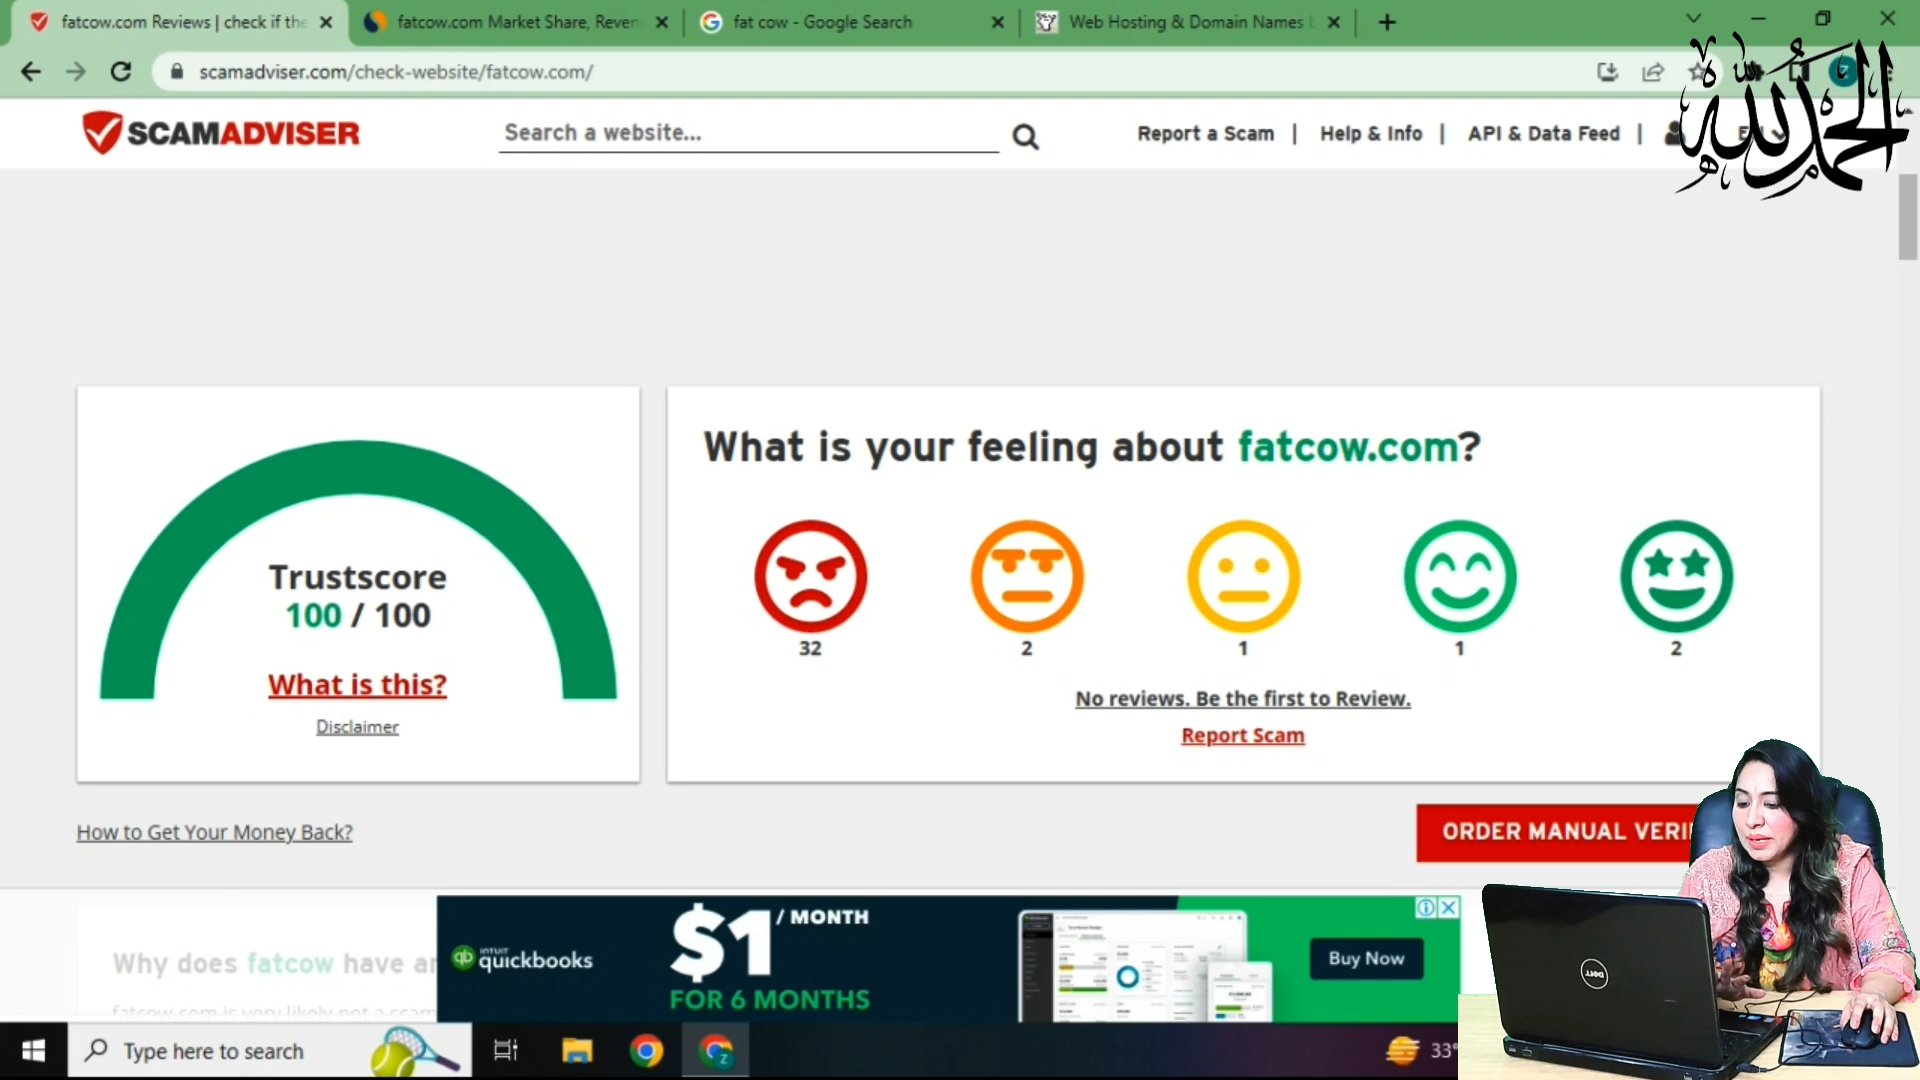 fatcow.com Reviews | check if the
fatcow.com Market Share, Reven
fat cow - Google Search
Web Hosting & Domain Names b
scamadviser.com/check-website/fatcow.com/
الحمدلله
SCAMADVISER
Search a website...
Report a Scam | Help & Info | API & Data Feed |
What is your feeling about fatcow.com?
Trustscore
100 / 100
What is this?
Disclaimer
32
2
1
1
2
No reviews. Be the first to Review.
Report Scam
How to Get Your Money Back?
ORDER MANUAL VERI
Why does fatcow have an
fatcow.com is very likely not a scam
INTUIT
quickbooks
$1 / MONTH
FOR 6 MONTHS
Buy Now
DELL
Type here to search
33°